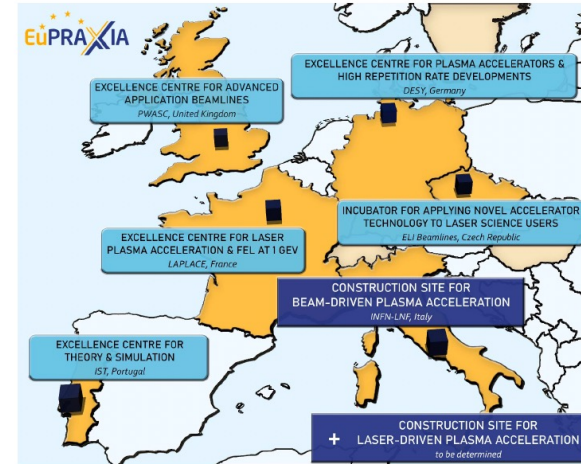 EuPRAXIA
EXCELLENCE CENTRE FOR PLASMA ACCELERATORS &
HIGH REPETITION RATE DEVELOPMENTS
DESY, Germany
EXCELLENCE CENTRE FOR ADVANCED
APPLICATION BEAMLINES
PWASC, United Kingdom
INCUBATOR FOR APPLYING NOVEL ACCELERATOR
TECHNOLOGY TO LASER SCIENCE USERS
ELI Beamlines, Czech Republic
EXCELLENCE CENTRE FOR LASER
PLASMA ACCELERATION & FEL AT 1 GEV
LAPLACE, France
CONSTRUCTION SITE FOR
BEAM-DRIVEN PLASMA ACCELERATION
INFN-LNF, Italy
EXCELLENCE CENTRE FOR
THEORY & SIMULATION
IST, Portugal
+ CONSTRUCTION SITE FOR
LASER-DRIVEN PLASMA ACCELERATION
to be determined